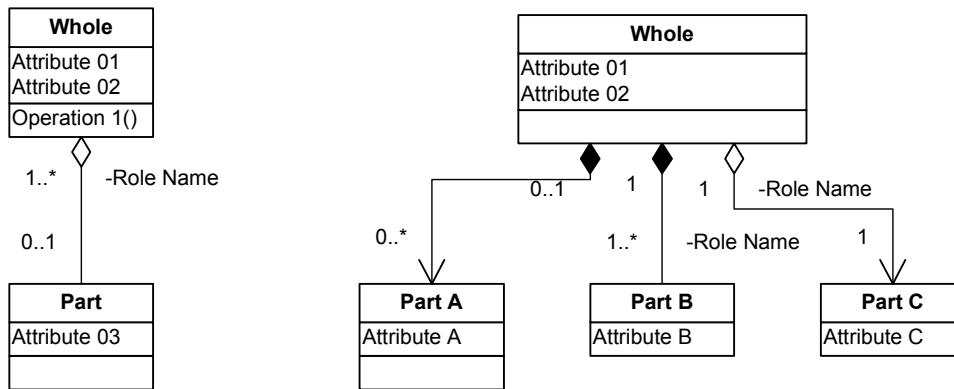 Whole
Attribute 01
Attribute 02
Operation 1()
1..*
-Role Name
0..1
Part
Attribute 03
Whole
Attribute 01
Attribute 02
0..1
1
1
-Role Name
0..*
1..*
-Role Name
1
Part A
Attribute A
Part B
Attribute B
Part C
Attribute C